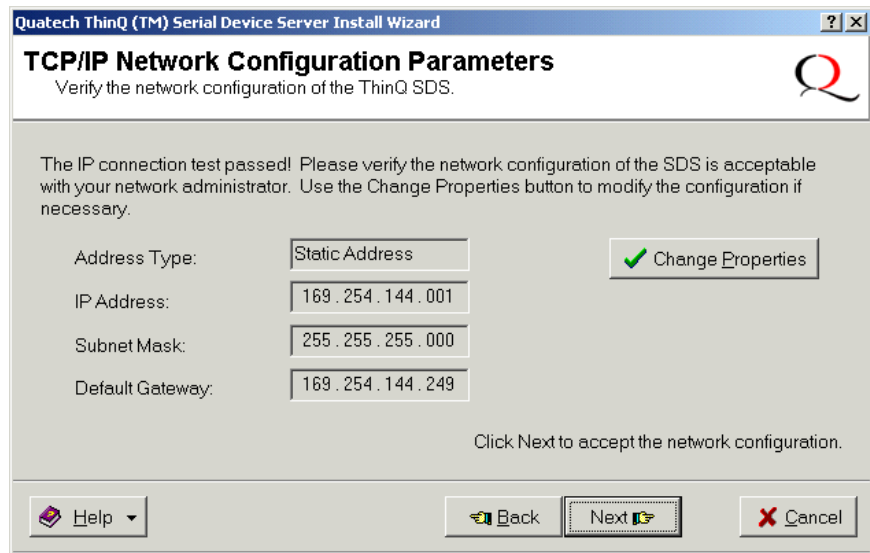 Quatech ThinQ (TM) Serial Device Server Install Wizard
TCP/IP Network Configuration Parameters
Verify the network configuration of the ThinQ SDS.
The IP connection test passed! Please verify the network configuration of the SDS is acceptable
with your network administrator. Use the Change Properties button to modify the configuration if
necessary.
Address Type: Static Address
Change Properties
IP Address: 169 . 254 . 144 . 001
Subnet Mask: 255 . 255 . 255 . 000
Default Gateway: 169 . 254 . 144 . 249
Click Next to accept the network configuration.
Help Back Next Cancel